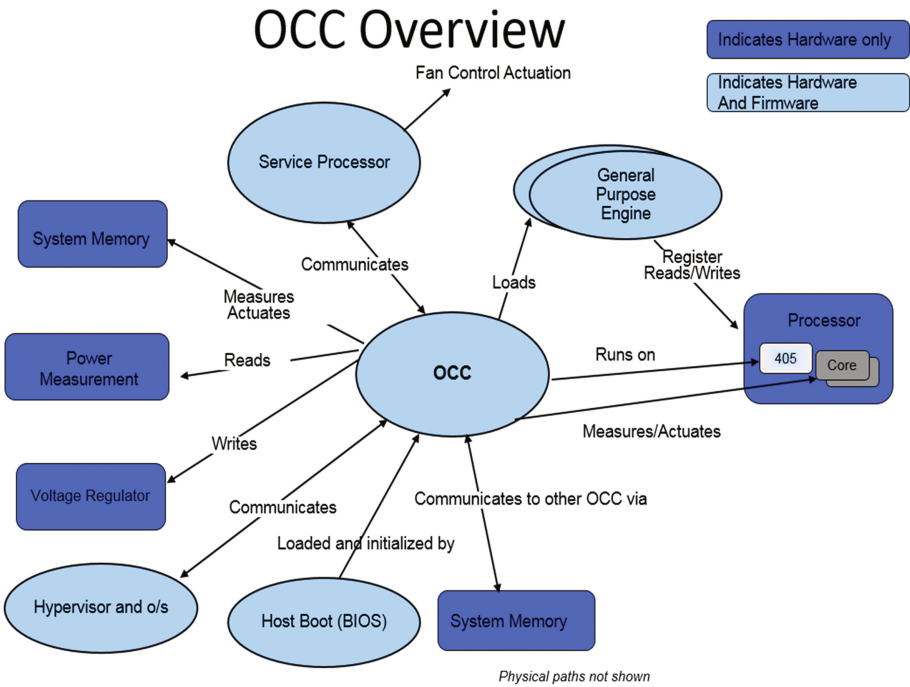 OCC Overview
Indicates Hardware only
Indicates Hardware
And Firmware
Fan Control Actuation
Service Processor
General
Purpose
Engine
System Memory
Communicates
Register
Reads/Writes
Loads
Measures
Actuates
Processor
405
Core
Power
Measurement
Reads
OCC
Runs on
Measures/Actuates
Writes
Voltage Regulator
Communicates
Communicates to other OCC via
Loaded and initialized by
Hypervisor and o/s
Host Boot (BIOS)
System Memory
Physical paths not shown